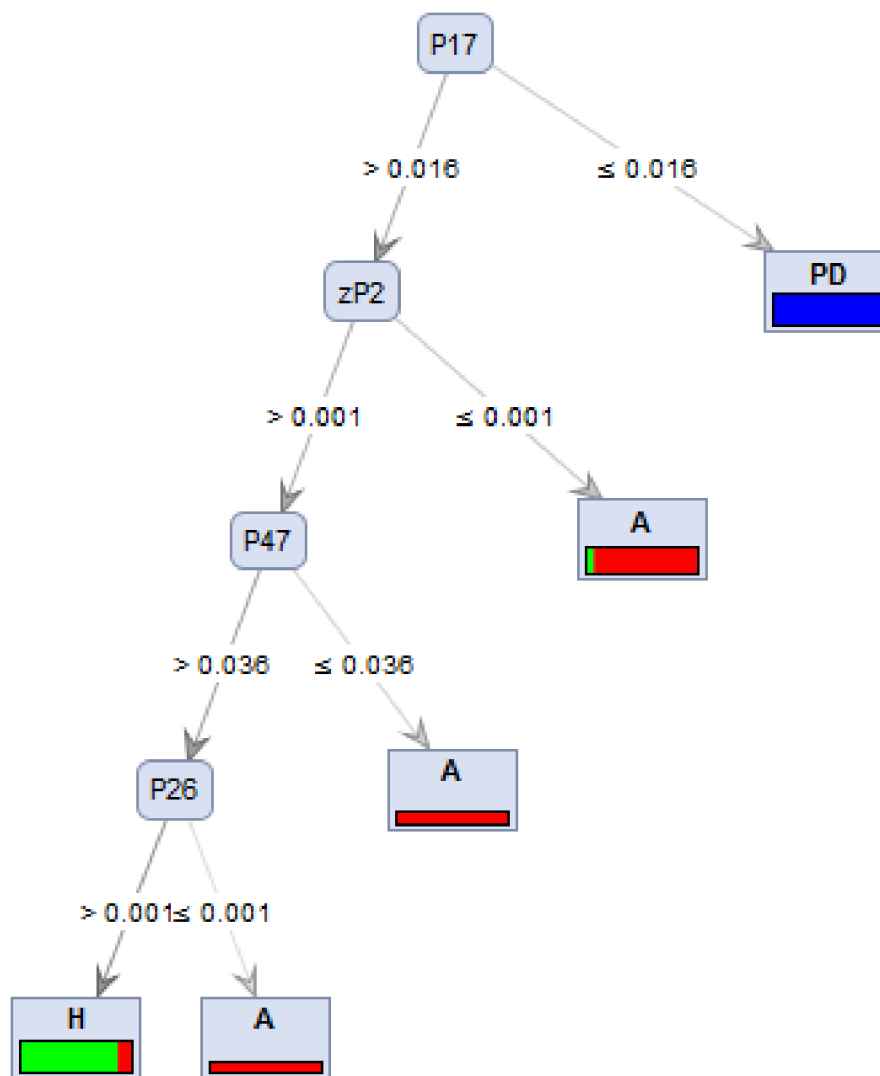 P17
> 0.016
≤ 0.016
PD
zP2
> 0.001
≤ 0.001
A
P47
> 0.036
≤ 0.036
A
P26
> 0.001
≤ 0.001
H
A